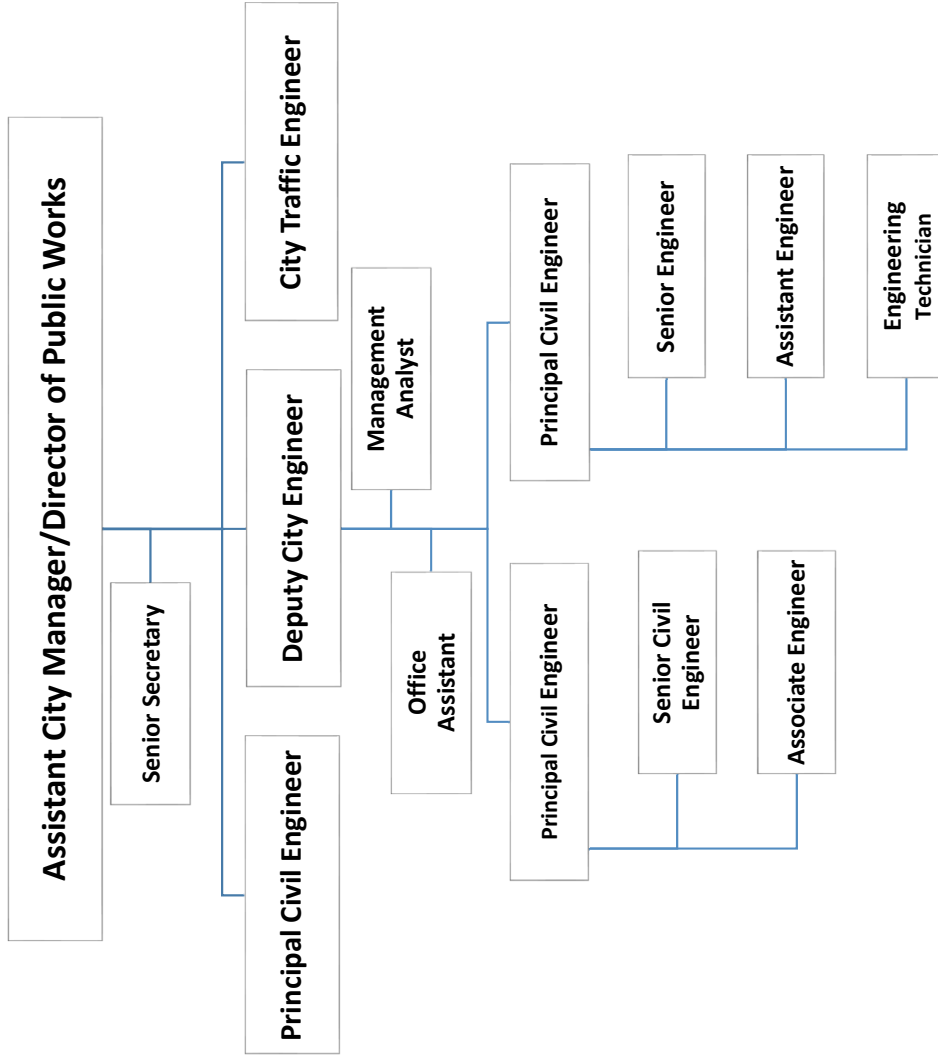 Assistant City Manager/Director of Public Works
Senior Secretary
Principal Civil Engineer
Deputy City Engineer
City Traffic Engineer
Management
Analyst
Office
Assistant
Principal Civil Engineer
Senior Civil
Engineer
Associate Engineer
Principal Civil Engineer
Senior Engineer
Assistant Engineer
Engineering
Technician